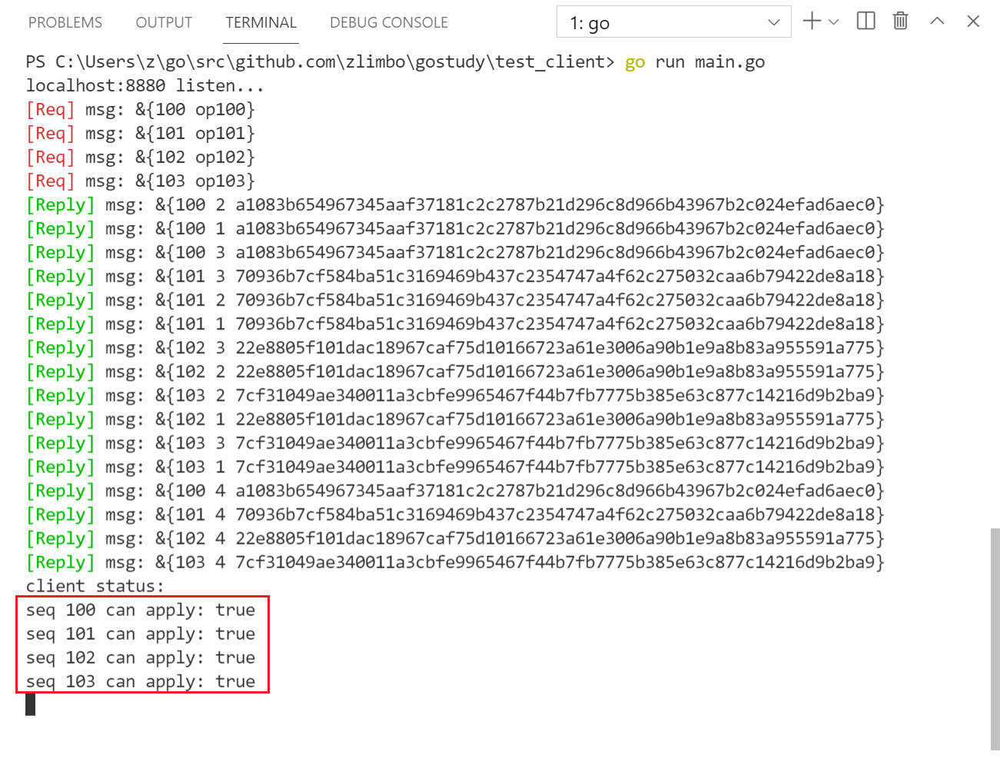 PROBLEMS OUTPUT TERMINAL DEBUG CONSOLE 1: go
PS C:\Users\z\go\src\github.com\zlimbo\gostudy\test_client> go run main.go
localhost:8880 listen...
[Req] msg: &{100 op100}
[Req] msg: &{101 op101}
[Req] msg: &{102 op102}
[Req] msg: &{103 op103}
[Reply] msg: &{100 2 a1083b654967345aaf37181c2c2787b21d296c8d966b43967b2c024efad6aec0}
[Reply] msg: &{100 1 a1083b654967345aaf37181c2c2787b21d296c8d966b43967b2c024efad6aec0}
[Reply] msg: &{100 3 a1083b654967345aaf37181c2c2787b21d296c8d966b43967b2c024efad6aec0}
[Reply] msg: &{101 3 70936b7cf584ba51c3169469b437c2354747a4f62c275032caa6b79422de8a18}
[Reply] msg: &{101 2 70936b7cf584ba51c3169469b437c2354747a4f62c275032caa6b79422de8a18}
[Reply] msg: &{101 1 70936b7cf584ba51c3169469b437c2354747a4f62c275032caa6b79422de8a18}
[Reply] msg: &{102 3 22e8805f101dac18967caf75d10166723a61e3006a90b1e9a8b83a955591a775}
[Reply] msg: &{102 2 22e8805f101dac18967caf75d10166723a61e3006a90b1e9a8b83a955591a775}
[Reply] msg: &{103 2 7cf31049ae340011a3cbfe9965467f44b7fb7775b385e63c877c14216d9b2ba9}
[Reply] msg: &{102 1 22e8805f101dac18967caf75d10166723a61e3006a90b1e9a8b83a955591a775}
[Reply] msg: &{103 3 7cf31049ae340011a3cbfe9965467f44b7fb7775b385e63c877c14216d9b2ba9}
[Reply] msg: &{103 1 7cf31049ae340011a3cbfe9965467f44b7fb7775b385e63c877c14216d9b2ba9}
[Reply] msg: &{100 4 a1083b654967345aaf37181c2c2787b21d296c8d966b43967b2c024efad6aec0}
[Reply] msg: &{101 4 70936b7cf584ba51c3169469b437c2354747a4f62c275032caa6b79422de8a18}
[Reply] msg: &{102 4 22e8805f101dac18967caf75d10166723a61e3006a90b1e9a8b83a955591a775}
[Reply] msg: &{103 4 7cf31049ae340011a3cbfe9965467f44b7fb7775b385e63c877c14216d9b2ba9}
client status:
seq 100 can apply: true
seq 101 can apply: true
seq 102 can apply: true
seq 103 can apply: true